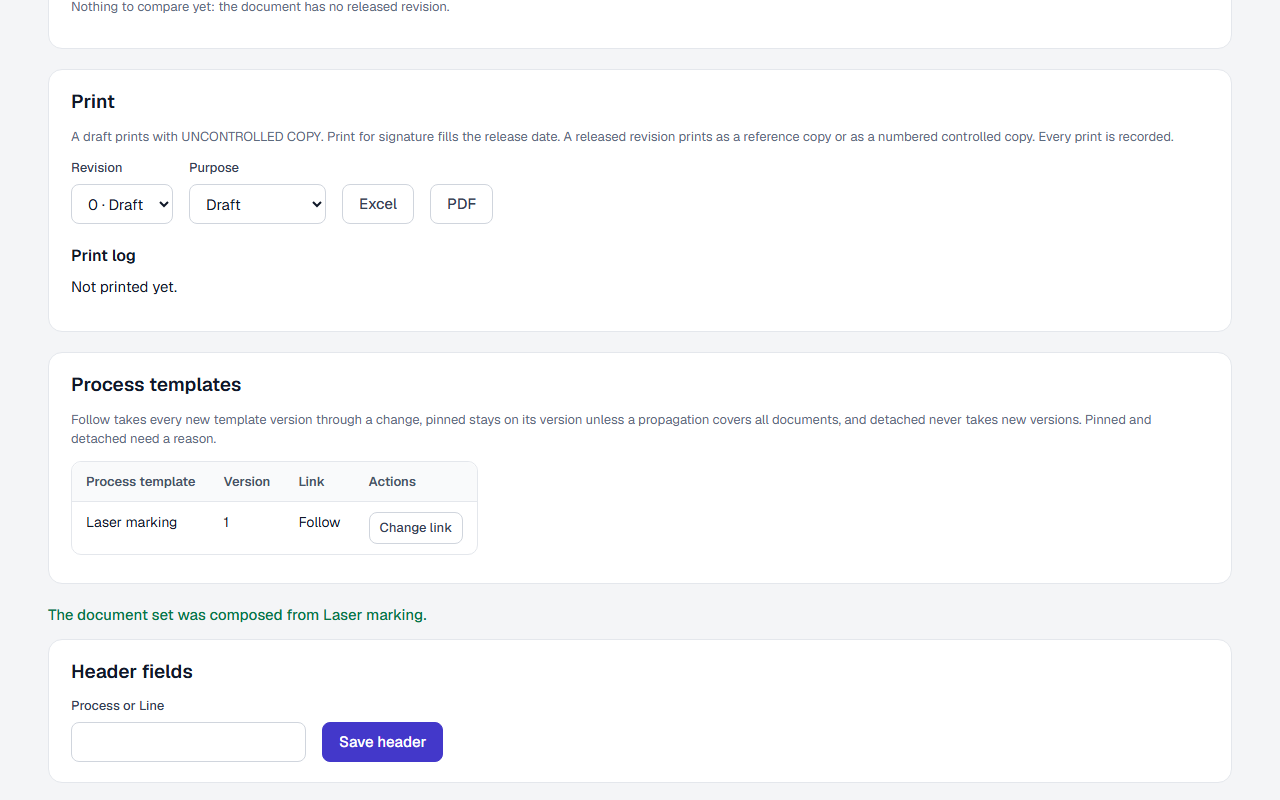 Nothing to compare yet: the document has no released revision.
Print
A draft prints with UNCONTROLLED COPY. Print for signature fills the release date. A released revision prints as a reference copy or as a numbered controlled copy. Every print is recorded.
Revision Purpose
0 · Draft Draft Excel PDF
Print log
Not printed yet.
Process templates
Follow takes every new template version through a change, pinned stays on its version unless a propagation covers all documents, and detached never takes new versions. Pinned and
detached need a reason.
Process template Version Link Actions
Laser marking 1 Follow Change link
The document set was composed from Laser marking.
Header fields
Process or Line
Save header